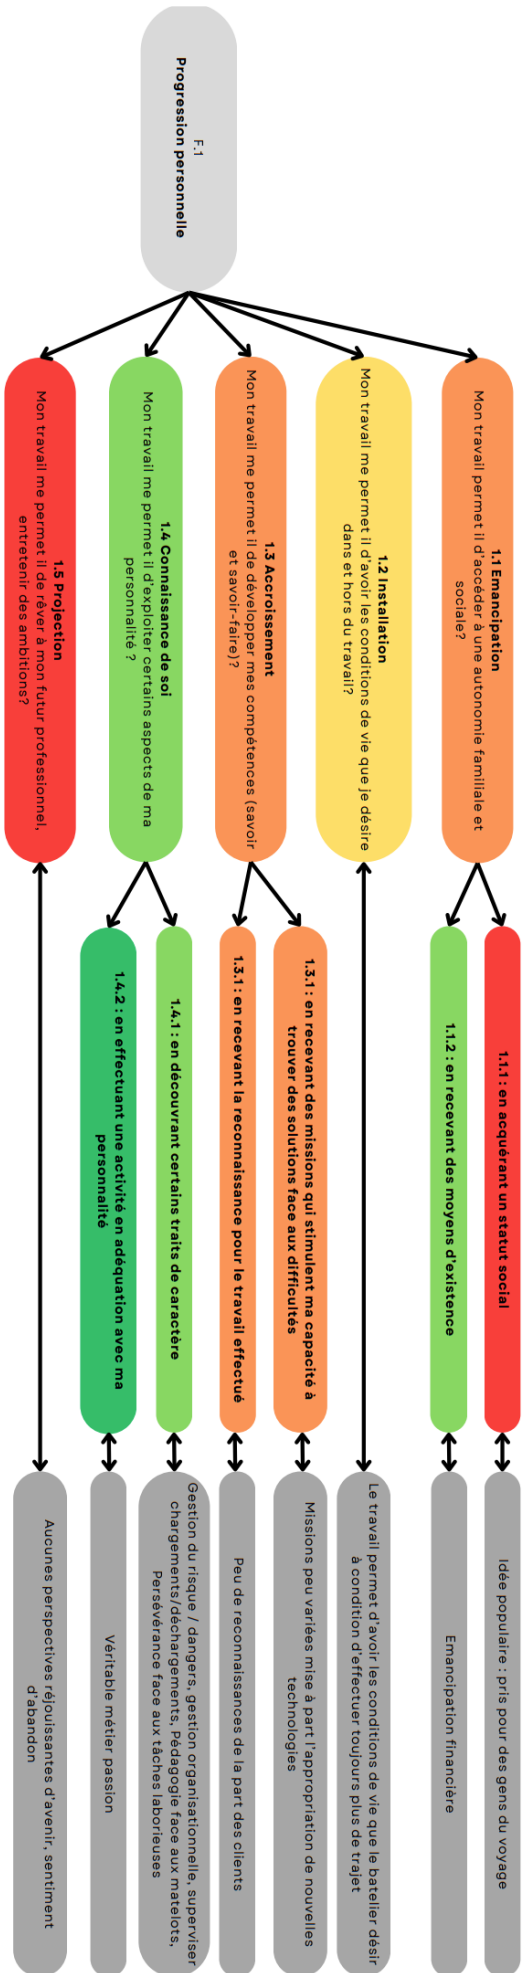 F.1
Progression personnelle
1.1 Emancipation
Mon travail permet il d'accéder à une autonomie familiale et
sociale?
1.1.1 : en acquérant un statut social
Idée populaire : pris pour des gens du voyage
1.1.2 : en recevant des moyens d'existence
Emancipation financière
1.2 Installation
Mon travail me permet il d'avoir les conditions de vie que je désire
dans et hors du travail?
Le travail permet d'avoir les conditions de vie que le batelier désir
à condition d'effectuer toujours plus de trajet
1.3 Accroissement
Mon travail me permet il de développer mes compétences (savoir
et savoir-faire)?
1.3.1 : en recevant des missions qui stimulent ma capacité à
trouver des solutions face aux difficultés
Missions peu variées mise à part l'appropriation de nouvelles
technologies
1.3.1 : en recevant la reconnaissance pour le travail effectué
Peu de reconnaissances de la part des clients
1.4 Connaissance de soi
Mon travail me permet il d'exploiter certains aspects de ma
personnalité ?
1.4.1 : en découvrant certains traits de caractère
Gestion du risque / dangers, gestion organisationnelle, superviser
chargements/déchargements, Pédagogie face aux matelots,
Persévérance face aux tâches laborieuses
1.4.2 : en effectuant une activité en adéquation avec ma
personnalité
Véritable métier passion
1.5 Projection
Mon travail me permet il de rêver à mon futur professionnel,
entretenir des ambitions?
Aucunes perspectives réjouissantes d'avenir, sentiment
d'abandon